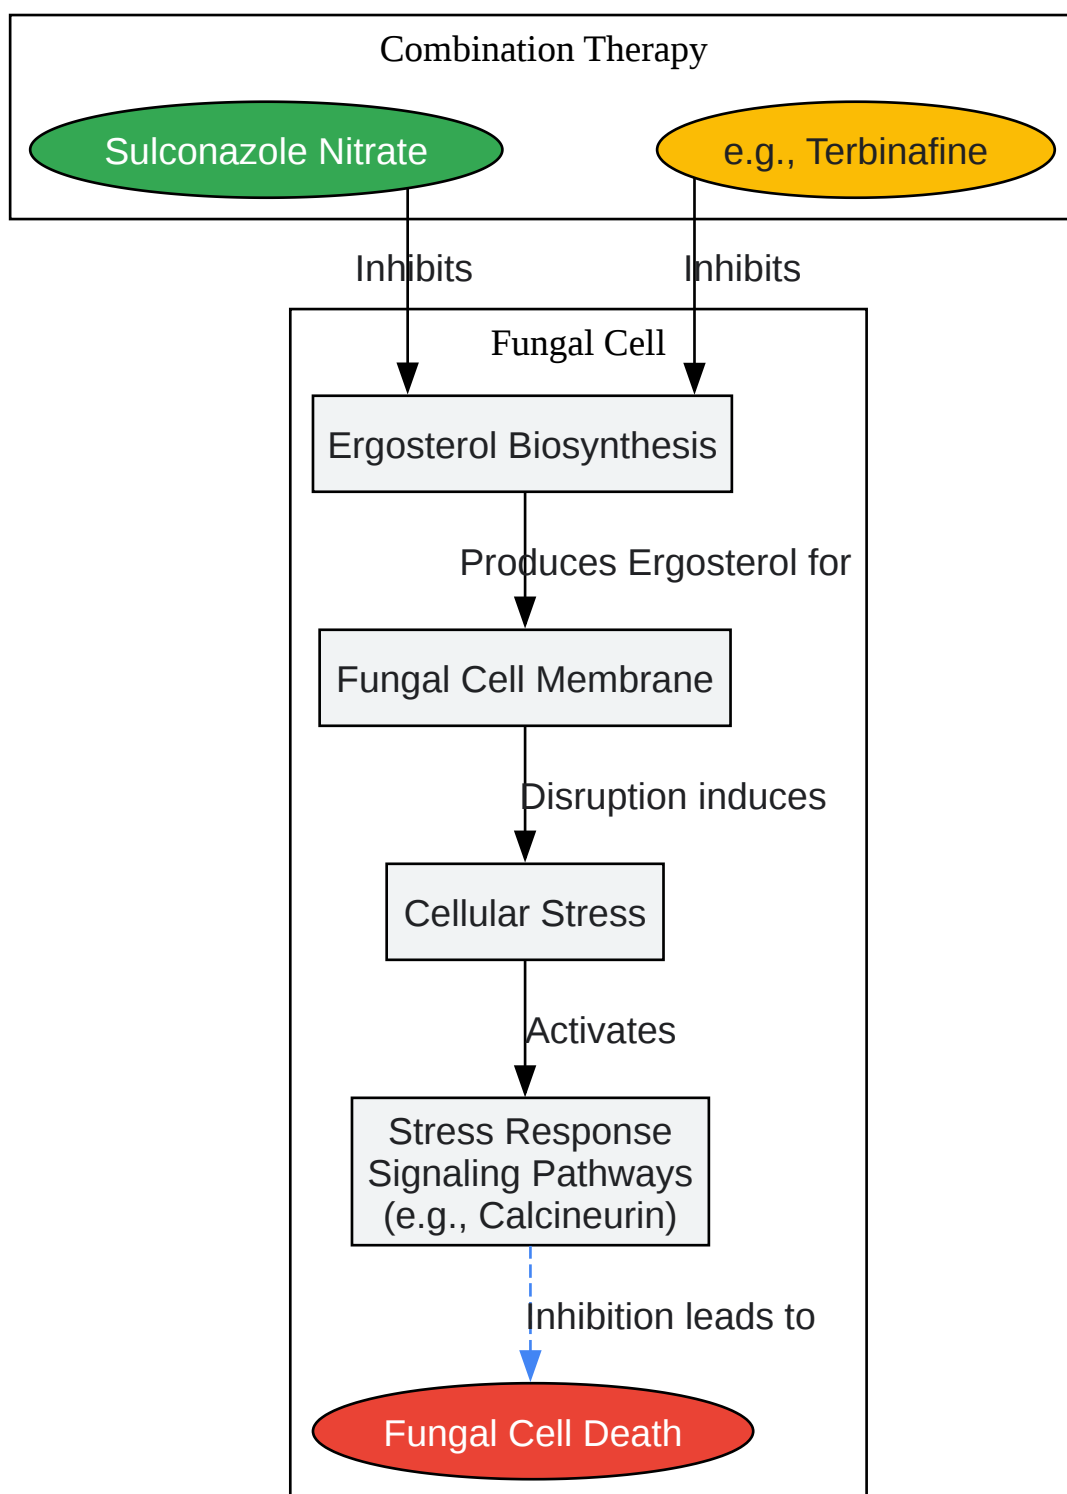 Combination Therapy
Sulconazole Nitrate
e.g., Terbinafine
Inhibits
Inhibits
Fungal Cell
Ergosterol Biosynthesis
Produces Ergosterol for
Fungal Cell Membrane
Disruption induces
Cellular Stress
Activates
Stress Response
Signaling Pathways
(e.g., Calcineurin)
Inhibition leads to
Fungal Cell Death